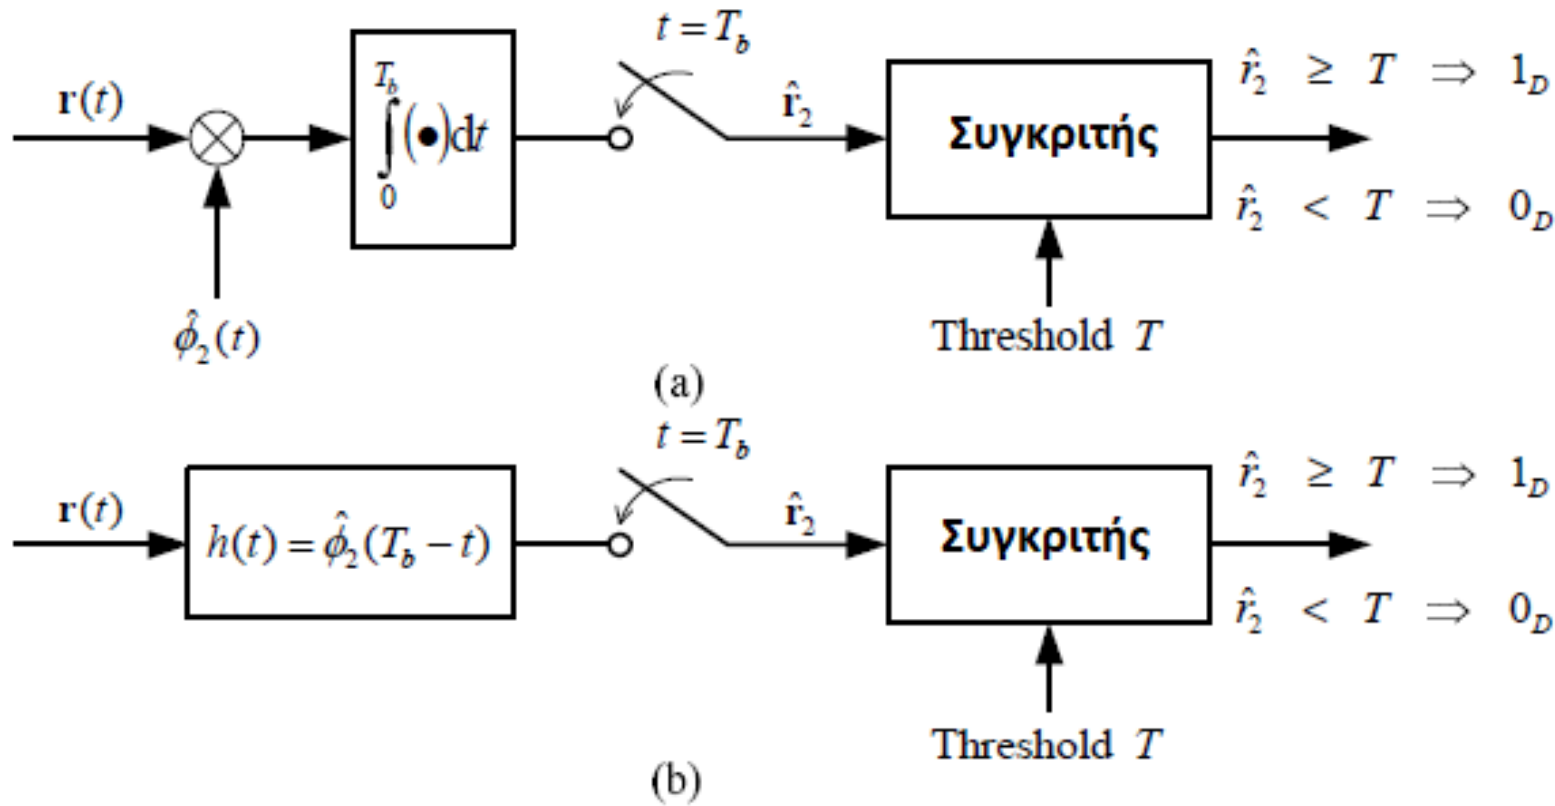 t = T_b
r̂_2 ≥ T ⇒ 1_D
r(t)
∫_0^{T_b} (●)dt
r̂_2
Συγκριτής
r̂_2 < T ⇒ 0_D
φ̂_2(t)
Threshold T
(a)
t = T_b
r̂_2 ≥ T ⇒ 1_D
r(t)
h(t) = φ̂_2(T_b − t)
r̂_2
Συγκριτής
r̂_2 < T ⇒ 0_D
Threshold T
(b)